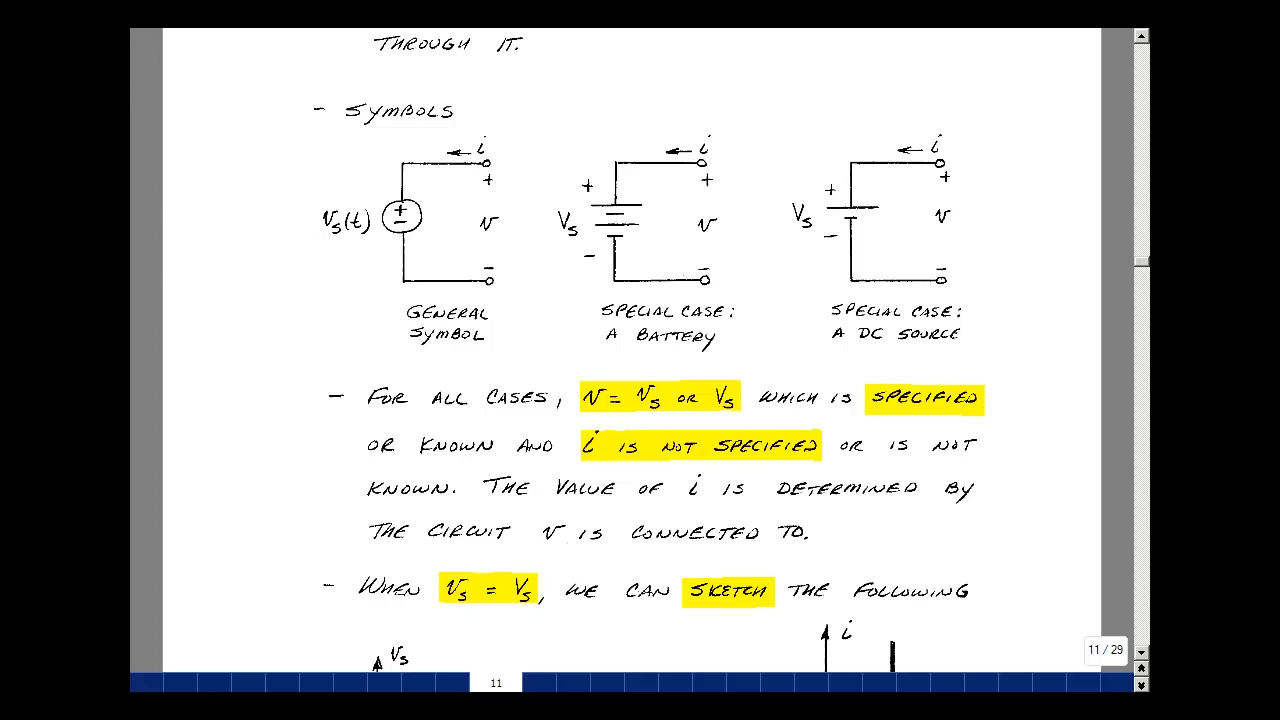 THROUGH IT.
- SYMBOLS
i i i
+ + + + +
vs(t) + - v Vs v Vs v
- - - - -
GENERAL SYMBOL
SPECIAL CASE: A BATTERY
SPECIAL CASE: A DC SOURCE
- FOR ALL CASES, v = vs OR Vs WHICH IS SPECIFIED
OR KNOWN AND i IS NOT SPECIFIED OR IS NOT
KNOWN. THE VALUE OF i IS DETERMINED BY
THE CIRCUIT v IS CONNECTED TO.
- WHEN vs = Vs, WE CAN SKETCH THE FOLLOWING
i
Vs
11 / 29
11